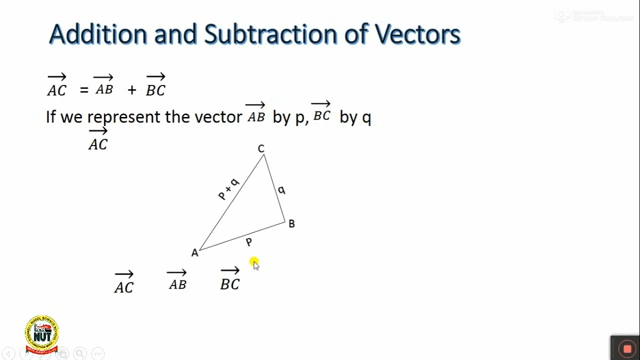 Addition and Subtraction of Vectors
AC = AB + BC
If we represent the vector AB by p, BC by q
AC
C
P + q
q
B
P
A
AC AB BC
NUT